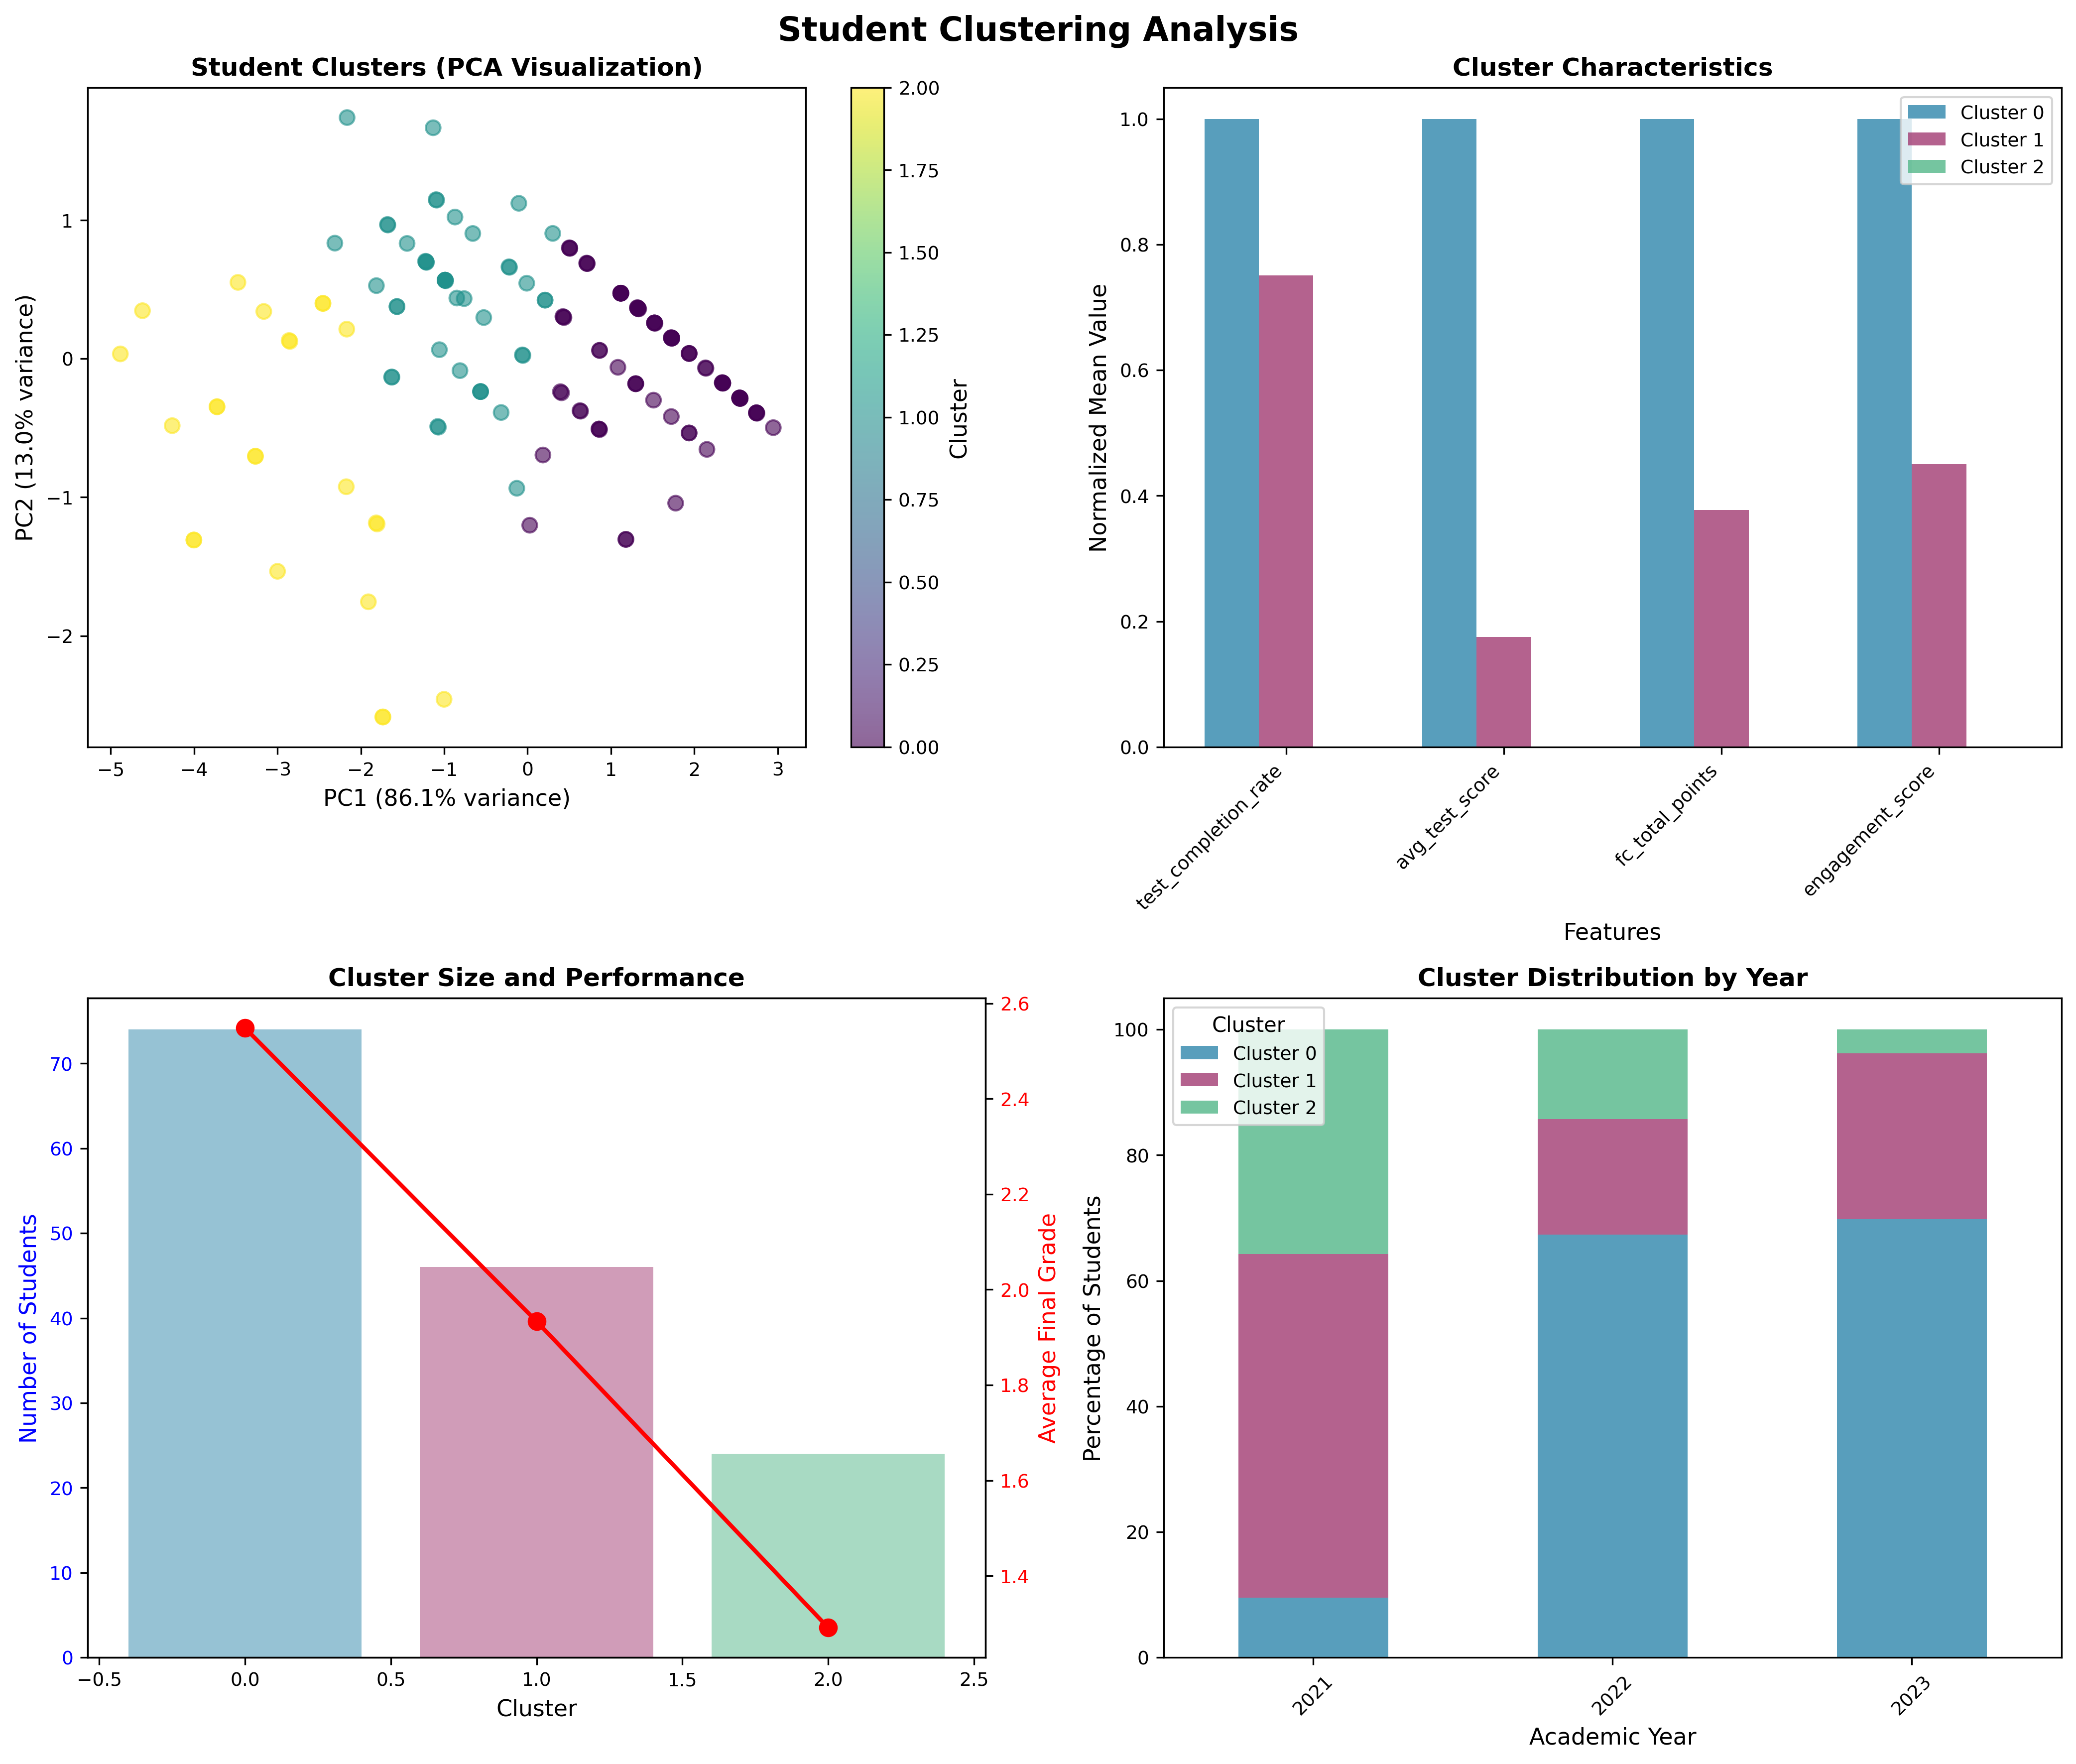 Student Clustering Analysis
Student Clusters (PCA Visualization)
PC2 (13.0% variance)
1
0
−1
−2
−5
−4
−3
−2
−1
0
1
2
3
PC1 (86.1% variance)
2.00
1.75
1.50
1.25
1.00
0.75
0.50
0.25
0.00
Cluster
Cluster Characteristics
Normalized Mean Value
1.0
0.8
0.6
0.4
0.2
0.0
Cluster 0
Cluster 1
Cluster 2
test_completion_rate
avg_test_score
fc_total_points
engagement_score
Features
Cluster Size and Performance
Number of Students
70
60
50
40
30
20
10
0
−0.5
0.0
0.5
1.0
1.5
2.0
2.5
Cluster
2.6
2.4
2.2
2.0
1.8
1.6
1.4
Average Final Grade
Cluster Distribution by Year
Percentage of Students
100
80
60
40
20
0
Cluster
Cluster 0
Cluster 1
Cluster 2
2021
2022
2023
Academic Year